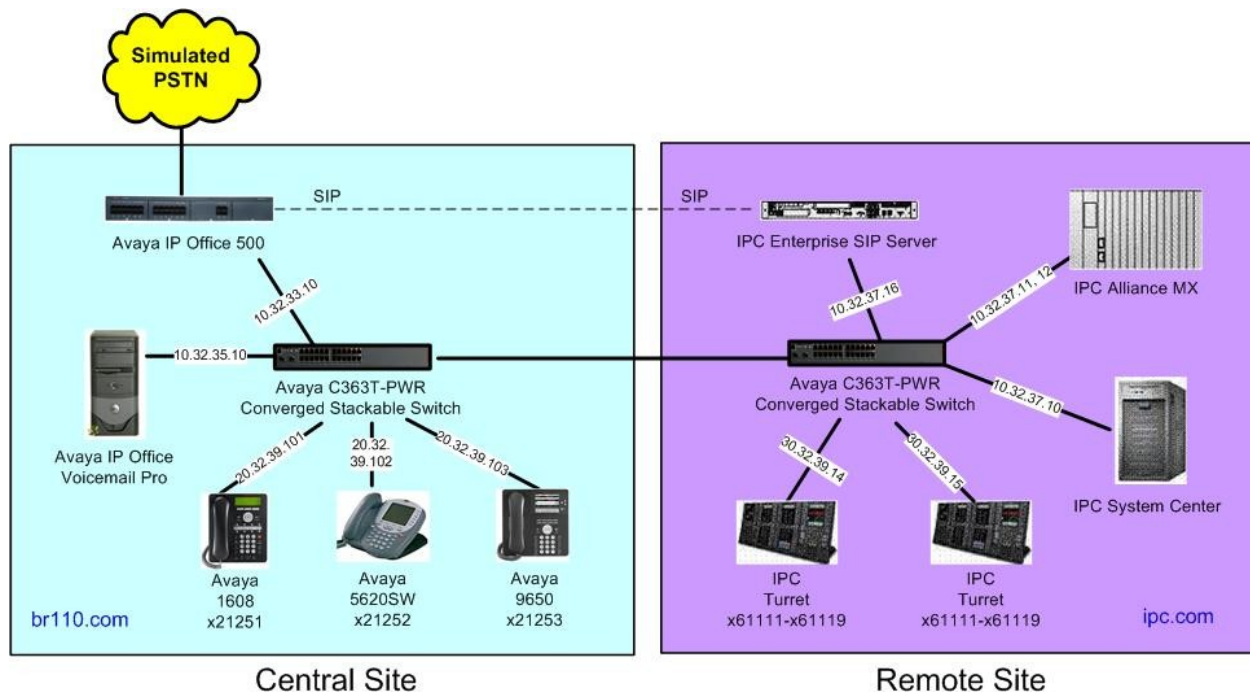 Simulated
PSTN
SIP
SIP
Avaya IP Office 500
IPC Enterprise SIP Server
IPC Alliance MX
10.32.33.10
10.32.37.16
10.32.37.11, 12
10.32.35.10
Avaya C363T-PWR
Converged Stackable Switch
Avaya C363T-PWR
Converged Stackable Switch
10.32.37.10
Avaya IP Office
Voicemail Pro
20.32.39.101
20.32.
39.102
20.32.39.103
30.32.39.14
30.32.39.15
IPC System Center
Avaya
1608
x21251
Avaya
5620SW
x21252
Avaya
9650
x21253
IPC
Turret
x61111-x61119
IPC
Turret
x61111-x61119
br110.com
ipc.com
Central Site
Remote Site